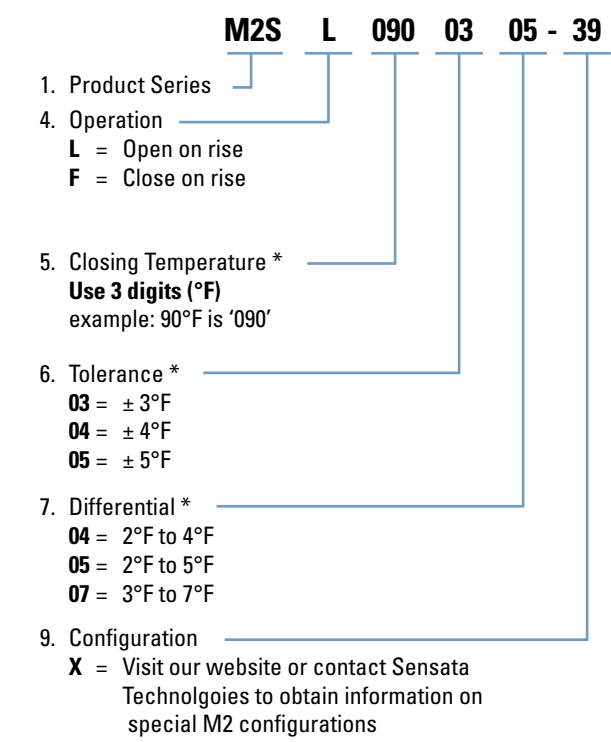 M2S L 090 03 05 - 39
1. Product Series
4. Operation
L = Open on rise
F = Close on rise
5. Closing Temperature *
Use 3 digits (°F)
example: 90°F is ‘090’
6. Tolerance *
03 = ± 3°F
04 = ± 4°F
05 = ± 5°F
7. Differential *
04 = 2°F to 4°F
05 = 2°F to 5°F
07 = 3°F to 7°F
9. Configuration
X = Visit our website or contact Sensata
Technolgoies to obtain information on
special M2 configurations